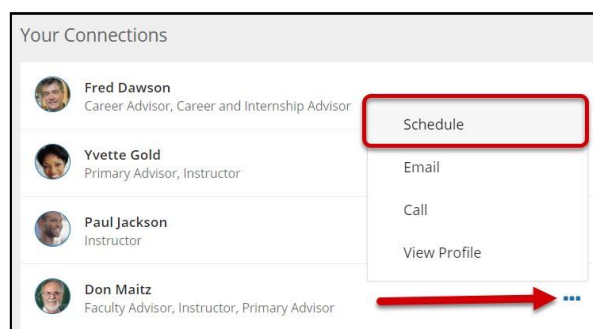 Your Connections
Fred Dawson
Career Advisor, Career and Internship Advisor
Schedule
Yvette Gold
Primary Advisor, Instructor
Email
Call
Paul Jackson
Instructor
View Profile
Don Maitz
Faculty Advisor, Instructor, Primary Advisor